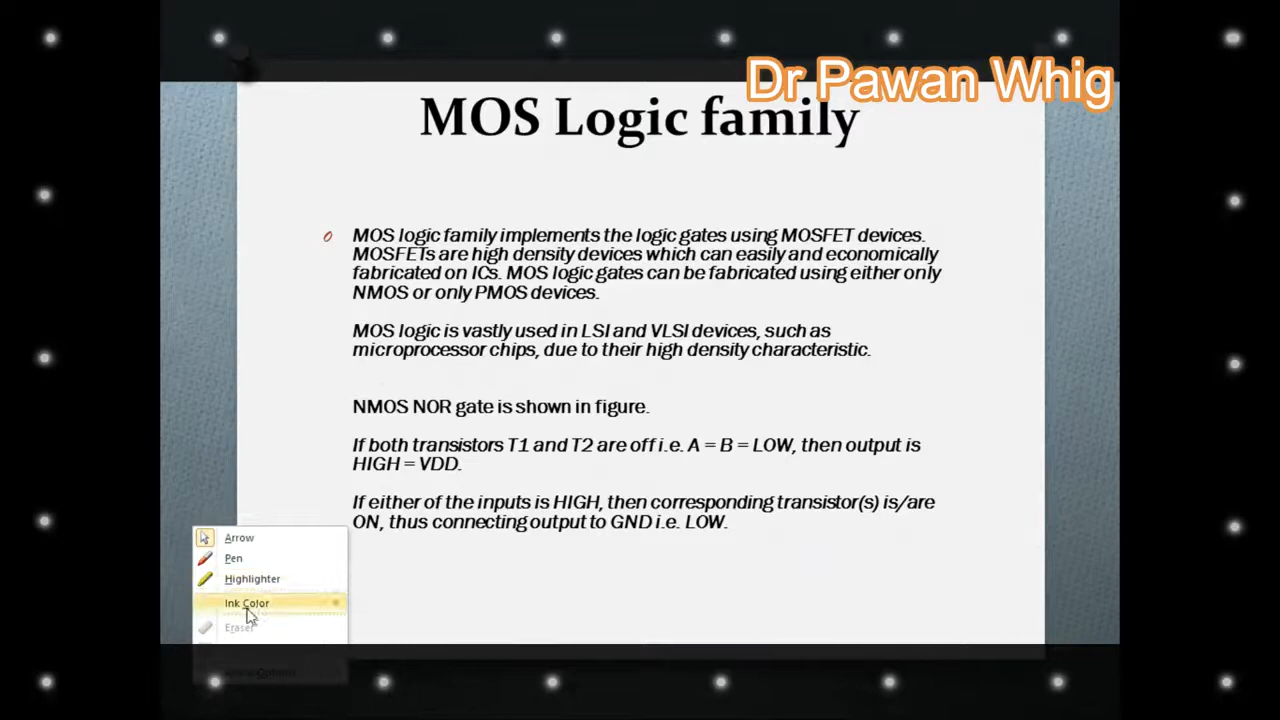 Dr Pawan Whig
MOS Logic family
MOS logic family implements the logic gates using MOSFET devices.
MOSFETs are high density devices which can easily and economically
fabricated on ICs. MOS logic gates can be fabricated using either only
NMOS or only PMOS devices.
MOS logic is vastly used in LSI and VLSI devices, such as
microprocessor chips, due to their high density characteristic.
NMOS NOR gate is shown in figure.
If both transistors T1 and T2 are off i.e. A = B = LOW, then output is
HIGH = VDD.
If either of the inputs is HIGH, then corresponding transistor(s) is/are
ON, thus connecting output to GND i.e. LOW.
Arrow
Pen
Highlighter
Ink Color
Eraser
Arrow Options